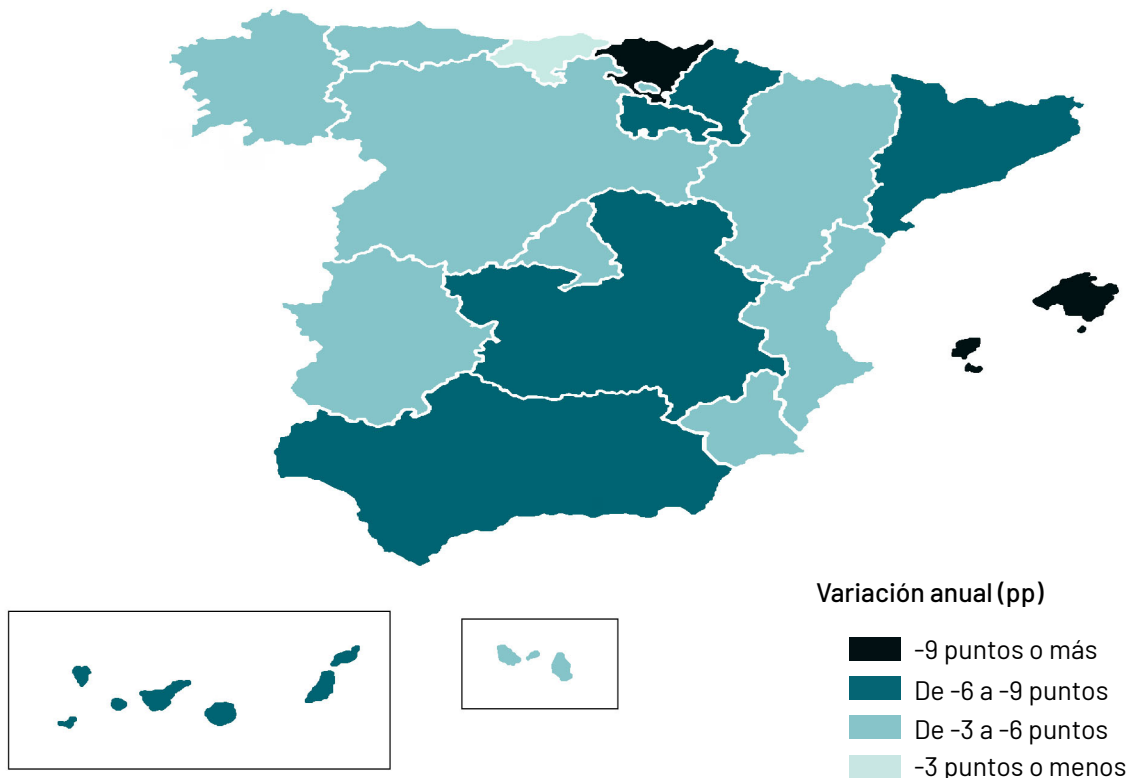 Variación anual (pp)
-9 puntos o más
De -6 a -9 puntos
De -3 a -6 puntos
-3 puntos o menos